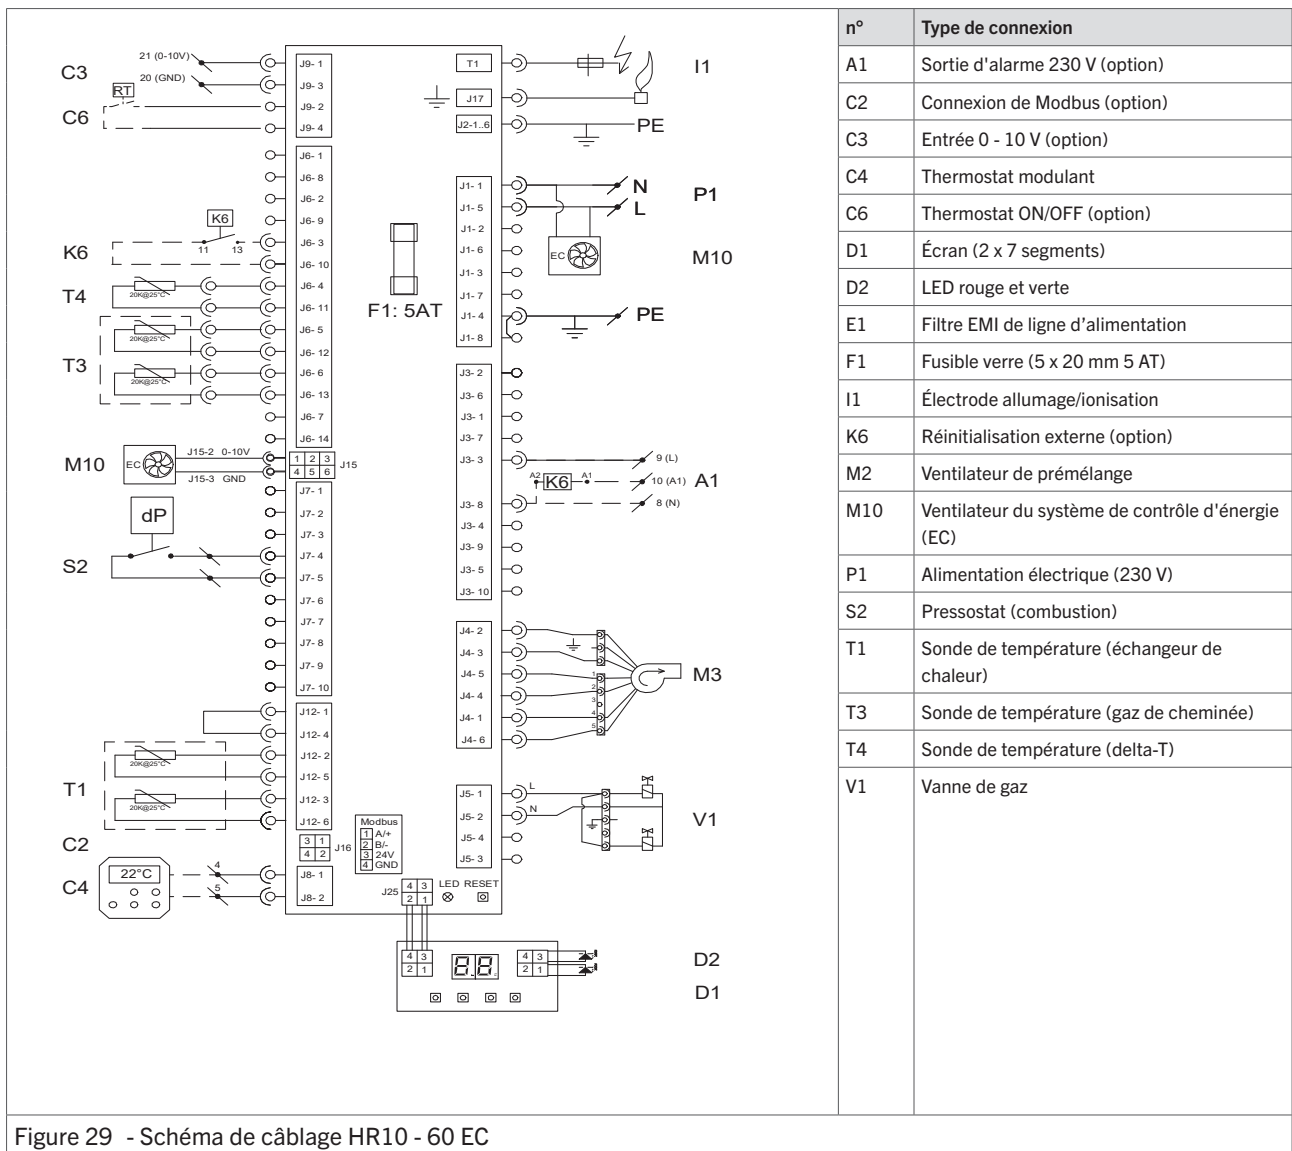 C3
21 (0-10V)
20 (GND)
RT
C6
J9- 1
J9- 3
J9- 2
J9- 4
J6- 1
J6- 8
J6- 2
J6- 9
J6- 3
J6- 10
J6- 4
J6- 11
J6- 5
J6- 12
J6- 6
J6- 13
J6- 7
J6- 14
K6
K6
11 13
T4
20K@25°C
T3
20K@25°C
20K@25°C
M10
EC
J15-2 0-10V
J15-3 GND
1 2 3
4 5 6
J15
J7- 1
J7- 2
J7- 3
J7- 4
J7- 5
J7- 6
J7- 7
J7- 8
J7- 9
J7- 10
dP
S2
J12- 1
J12- 4
J12- 2
J12- 5
J12- 3
J12- 6
T1
20K@25°C
20K@25°C
C2
3 1
4 2
J16
Modbus
1 A/+
2 B/-
3 24V
4 GND
C4
22°C
4
5
J8- 1
J8- 2
F1: 5AT
T1
J17
J2-1..6
I1
PE
J1- 1
J1- 5
J1- 2
J1- 6
J1- 3
J1- 7
J1- 4
J1- 8
N
L
P1
EC
M10
PE
J3- 2
J3- 6
J3- 1
J3- 7
J3- 3
J3- 8
J3- 4
J3- 9
J3- 5
J3- 10
9 (L)
A2 K6 A1
10 (A1)
8 (N)
A1
J4- 2
J4- 3
J4- 5
J4- 4
J4- 1
J4- 6
1
2
3
4
5
M3
J5- 1
J5- 2
J5- 4
J5- 3
L
N
V1
J25
4 3
2 1
LED RESET
4 3
2 1
8.8.
4 3
2 1
D2
D1
n° Type de connexion
A1 Sortie d'alarme 230 V (option)
C2 Connexion de Modbus (option)
C3 Entrée 0 - 10 V (option)
C4 Thermostat modulant
C6 Thermostat ON/OFF (option)
D1 Écran (2 x 7 segments)
D2 LED rouge et verte
E1 Filtre EMI de ligne d’alimentation
F1 Fusible verre (5 x 20 mm 5 AT)
I1 Électrode allumage/ionisation
K6 Réinitialisation externe (option)
M2 Ventilateur de prémélange
M10 Ventilateur du système de contrôle d'énergie
(EC)
P1 Alimentation électrique (230 V)
S2 Pressostat (combustion)
T1 Sonde de température (échangeur de
chaleur)
T3 Sonde de température (gaz de cheminée)
T4 Sonde de température (delta-T)
V1 Vanne de gaz
Figure 29 - Schéma de câblage HR10 - 60 EC